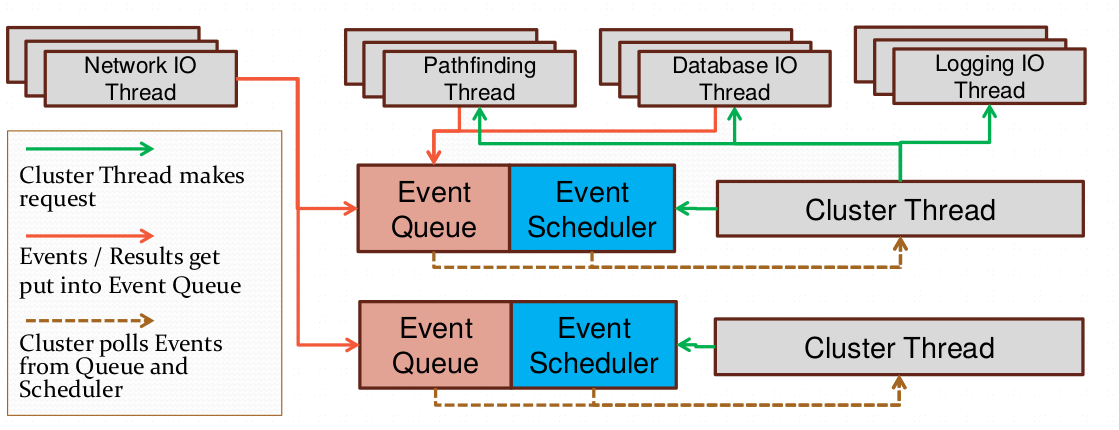 Network IO
Thread
Pathfinding
Thread
Database IO
Thread
Logging IO
Thread
Cluster Thread makes
request
Events / Results get
put into Event Queue
Cluster polls Events
from Queue and
Scheduler
Event
Queue
Event
Scheduler
Cluster Thread
Event
Queue
Event
Scheduler
Cluster Thread